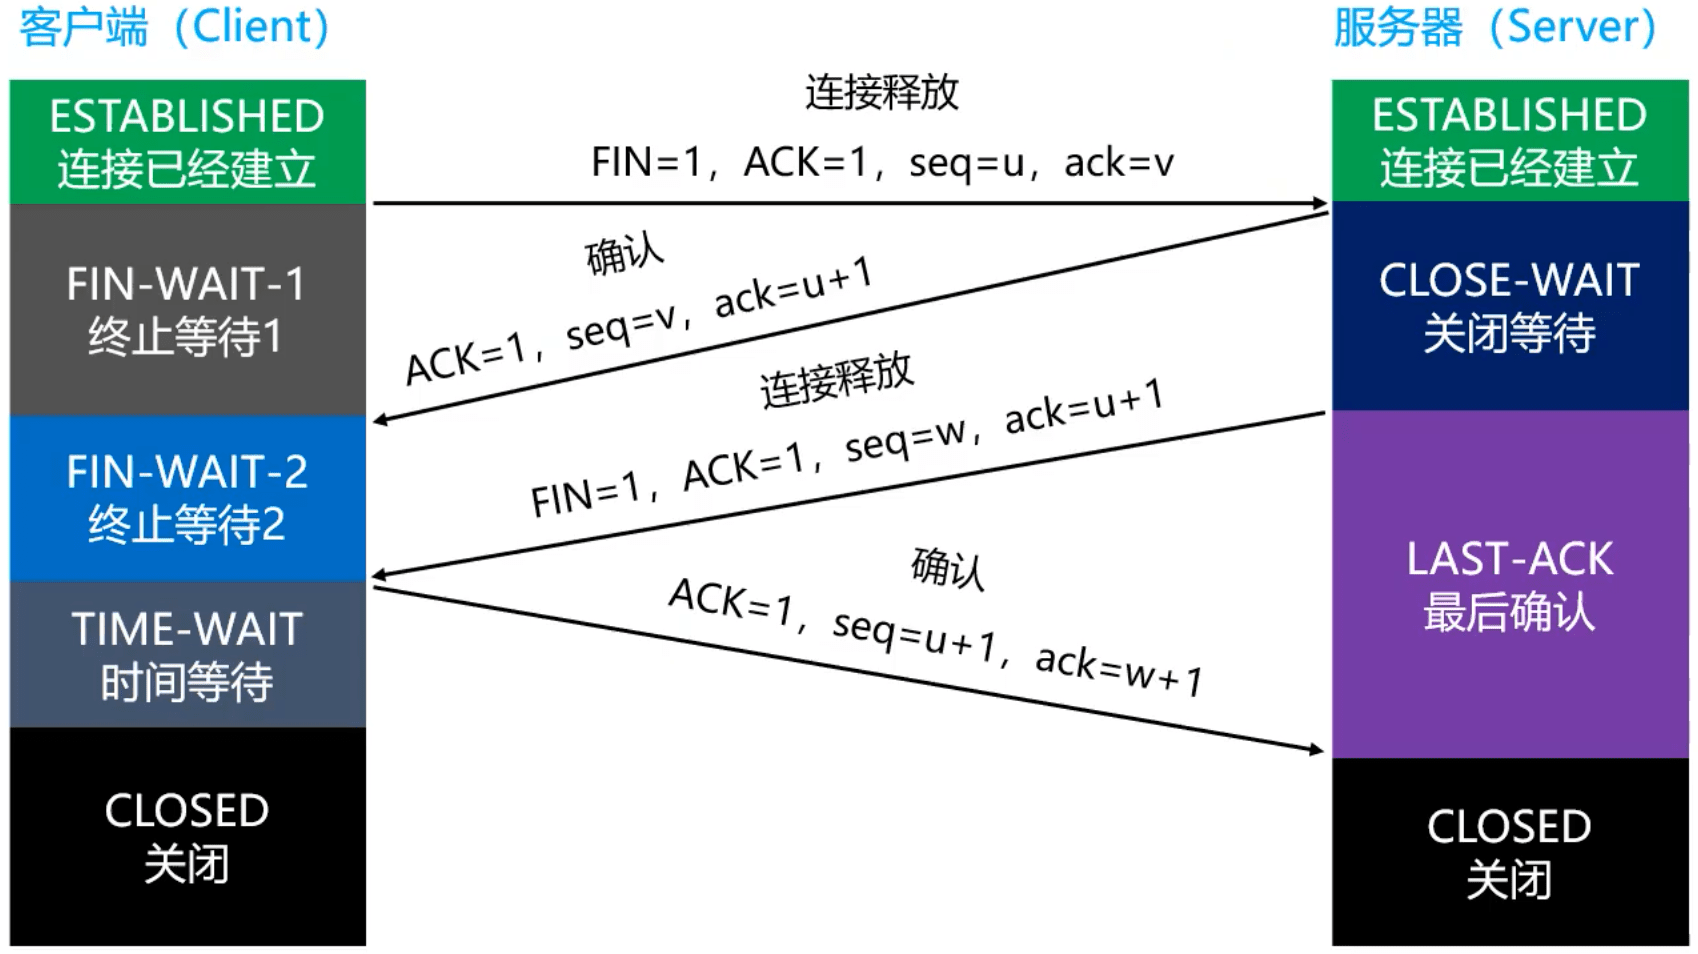 客户端（Client）
服务器（Server）
ESTABLISHED
连接已经建立
FIN-WAIT-1
终止等待1
FIN-WAIT-2
终止等待2
TIME-WAIT
时间等待
CLOSED
关闭
连接释放
FIN=1，ACK=1，seq=u，ack=v
确认
ACK=1，seq=v，ack=u+1
连接释放
FIN=1，ACK=1，seq=w，ack=u+1
确认
ACK=1，seq=u+1，ack=w+1
ESTABLISHED
连接已经建立
CLOSE-WAIT
关闭等待
LAST-ACK
最后确认
CLOSED
关闭